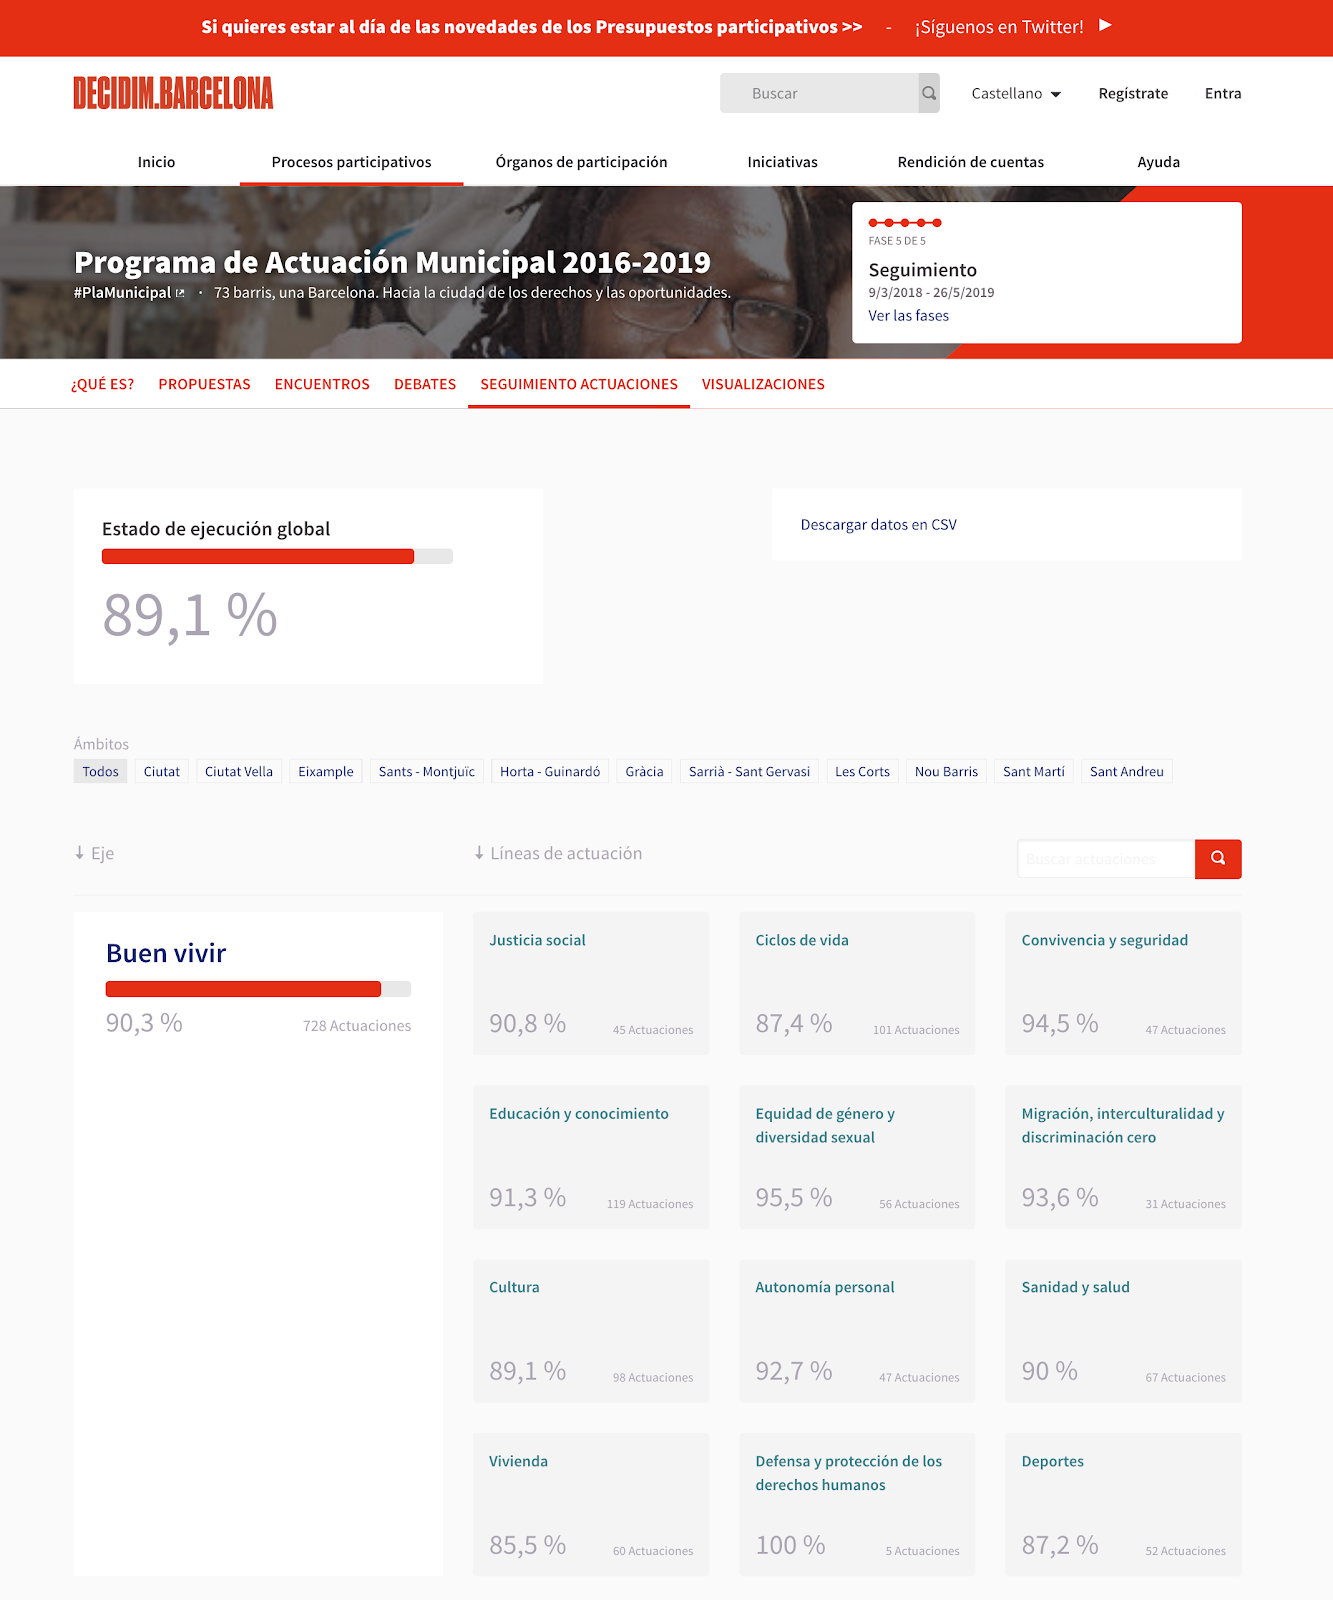 Si quieres estar al día de las novedades de los Presupuestos participativos >> - ¡Síguenos en Twitter!
DECIDIM.BARCELONA
Buscar
Castellano
Regístrate
Entra
Inicio
Procesos participativos
Órganos de participación
Iniciativas
Rendición de cuentas
Ayuda
Programa de Actuación Municipal 2016-2019
#PlaMunicipal · 73 barris, una Barcelona. Hacia la ciudad de los derechos y las oportunidades.
FASE 5 DE 5
Seguimiento
9/3/2018 - 26/5/2019
Ver las fases
¿QUÉ ES?
PROPUESTAS
ENCUENTROS
DEBATES
SEGUIMIENTO ACTUACIONES
VISUALIZACIONES
Estado de ejecución global
89,1 %
Descargar datos en CSV
Ámbitos
Todos
Ciutat
Ciutat Vella
Eixample
Sants - Montjuïc
Horta - Guinardó
Gràcia
Sarrià - Sant Gervasi
Les Corts
Nou Barris
Sant Martí
Sant Andreu
↓ Eje
↓ Líneas de actuación
Buscar actuaciones
Buen vivir
90,3 %
728 Actuaciones
Justicia social
90,8 %
45 Actuaciones
Ciclos de vida
87,4 %
101 Actuaciones
Convivencia y seguridad
94,5 %
47 Actuaciones
Educación y conocimiento
91,3 %
119 Actuaciones
Equidad de género y
diversidad sexual
95,5 %
56 Actuaciones
Migración, interculturalidad y
discriminación cero
93,6 %
31 Actuaciones
Cultura
89,1 %
98 Actuaciones
Autonomía personal
92,7 %
47 Actuaciones
Sanidad y salud
90 %
67 Actuaciones
Vivienda
85,5 %
60 Actuaciones
Defensa y protección de los
derechos humanos
100 %
5 Actuaciones
Deportes
87,2 %
52 Actuaciones